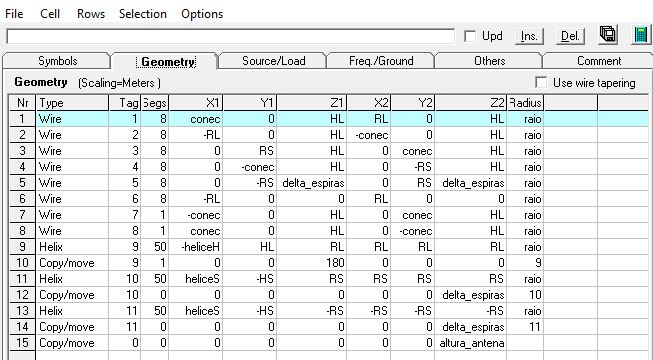 File Cell Rows Selection Options
Upd Ins. Del.
Symbols Geometry Source/Load Freq./Ground Others Comment
Geometry (Scaling=Meters ) Use wire tapering
Nr Type Tag Segs X1 Y1 Z1 X2 Y2 Z2 Radius
1 Wire 1 8 conec 0 HL RL 0 HL raio
2 Wire 2 8 -RL 0 HL -conec 0 HL raio
3 Wire 3 8 0 RS HL 0 conec HL raio
4 Wire 4 8 0 -conec HL 0 -RS HL raio
5 Wire 5 8 0 -RS delta_espiras 0 RS delta_espiras raio
6 Wire 6 8 -RL 0 0 RL 0 0 raio
7 Wire 7 1 -conec 0 HL 0 conec HL raio
8 Wire 8 1 conec 0 HL 0 -conec HL raio
9 Helix 9 50 -heliceH HL RL RL RL RL raio
10 Copy/move 9 1 0 0 180 0 0 0 9
11 Helix 10 50 heliceS -HS RS RS RS RS raio
12 Copy/move 10 0 0 0 0 0 0 delta_espiras 10
13 Helix 11 50 heliceS -HS -RS -RS -RS -RS raio
14 Copy/move 11 0 0 0 0 0 0 delta_espiras 11
15 Copy/move 0 0 0 0 0 0 0 altura_antena